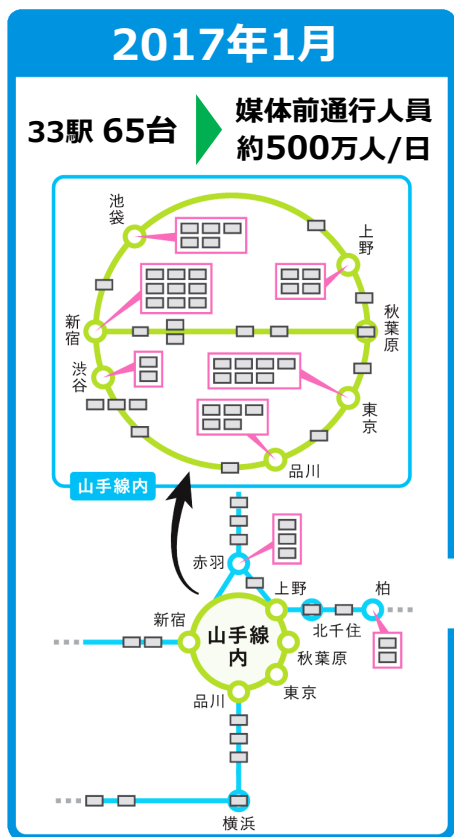 2017年1月
33駅 65台
媒体前通行人員
約500万人/日
池袋
上野
新宿
秋葉原
渋谷
東京
品川
山手線内
赤羽
上野
柏
新宿
北千住
山手線内
秋葉原
東京
品川
横浜